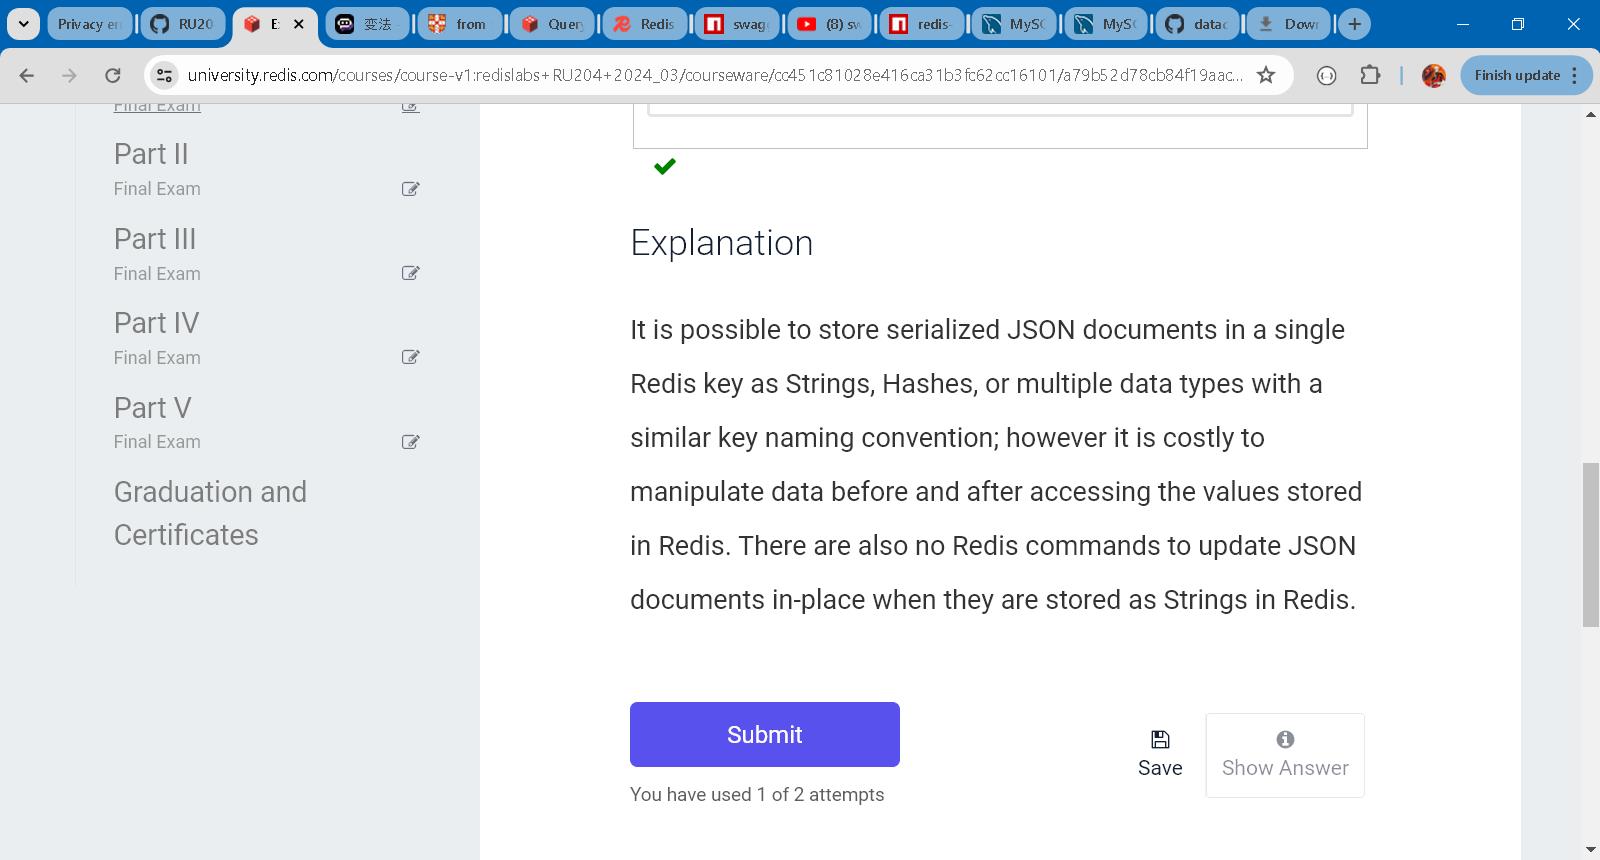 Privacy er
RU20
E
变法
from
Query
Redis
swag
(8) sw
redis-
MySQ
MySQ
datac
Dow
university.redis.com/courses/course-v1:redislabs+RU204+2024_03/courseware/cc451c81028e416ca31b3fc62cc16101/a79b52d78cb84f19aac...
Finish update
Final Exam
Part II
Final Exam
Part III
Final Exam
Part IV
Final Exam
Part V
Final Exam
Graduation and
Certificates
Explanation
It is possible to store serialized JSON documents in a single
Redis key as Strings, Hashes, or multiple data types with a
similar key naming convention; however it is costly to
manipulate data before and after accessing the values stored
in Redis. There are also no Redis commands to update JSON
documents in-place when they are stored as Strings in Redis.
Submit
Save
Show Answer
You have used 1 of 2 attempts